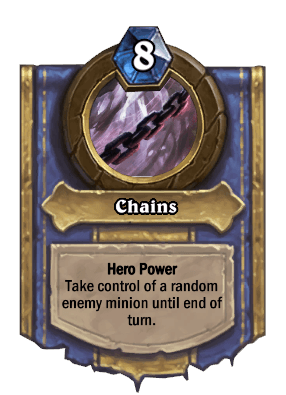 8
Chains
Hero Power
Take control of a random
enemy minion until end of
turn.